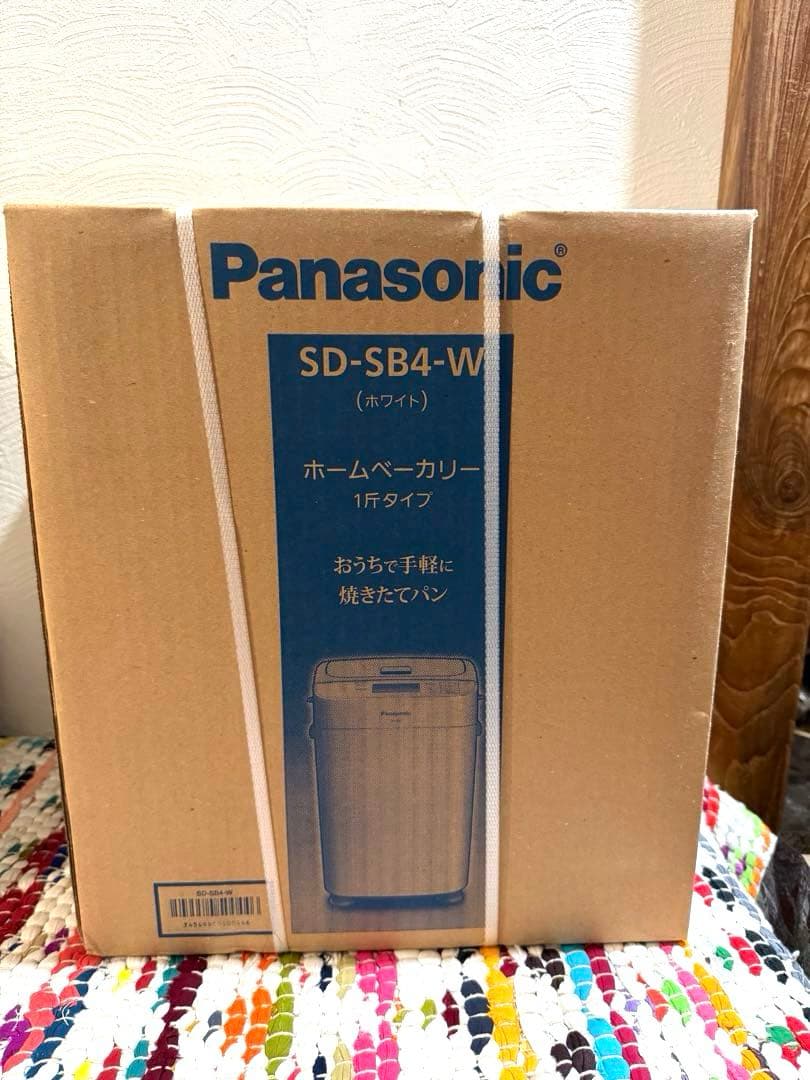 Panasonic®
SD-SB4-W
(ホワイト)
ホームベーカリー
1斤タイプ
おうちで手軽に
焼きたてパン
Panasonic
SD-SB4-W